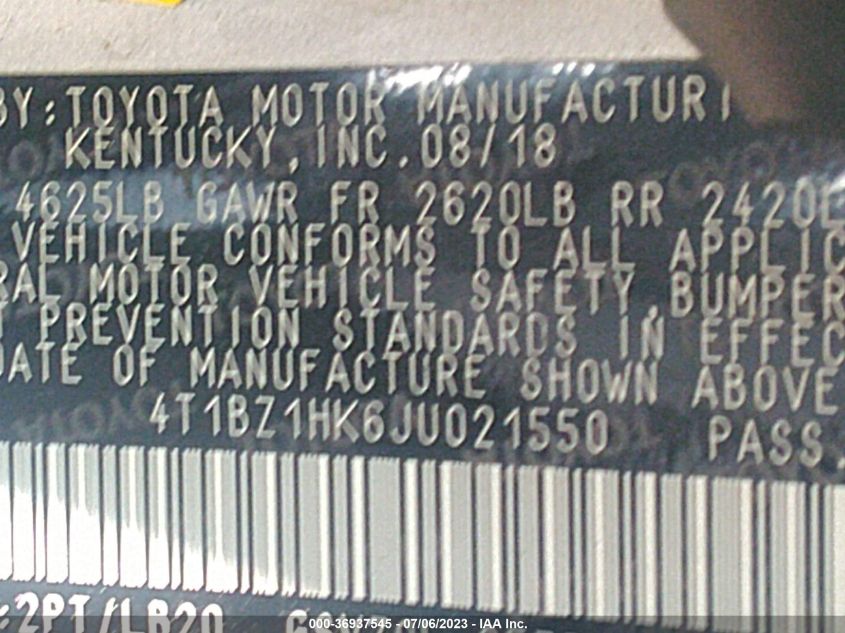 BY:TOYOTA MOTOR MANUFACTURI
KENTUCKY,INC.08/18
4625LB GAWR FR 2620LB RR 2420L
VEHICLE CONFORMS TO ALL APPLIC
RAL MOTOR VEHICLE SAFETY,BUMPER
T PREVENTION STANDARDS IN EFFEC
DATE OF MANUFACTURE SHOWN ABOVE
4T1BZ1HK6JU021550 PASS.
:2PT/LB20
000-36937545 - 07/06/2023 - IAA Inc.